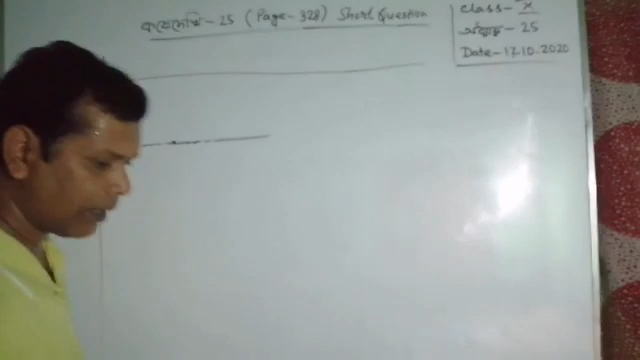 কষেদেখি - 25 (Page - 328) Short Question
Class - X
অধ্যায় - 25
Date - 17.10.2020